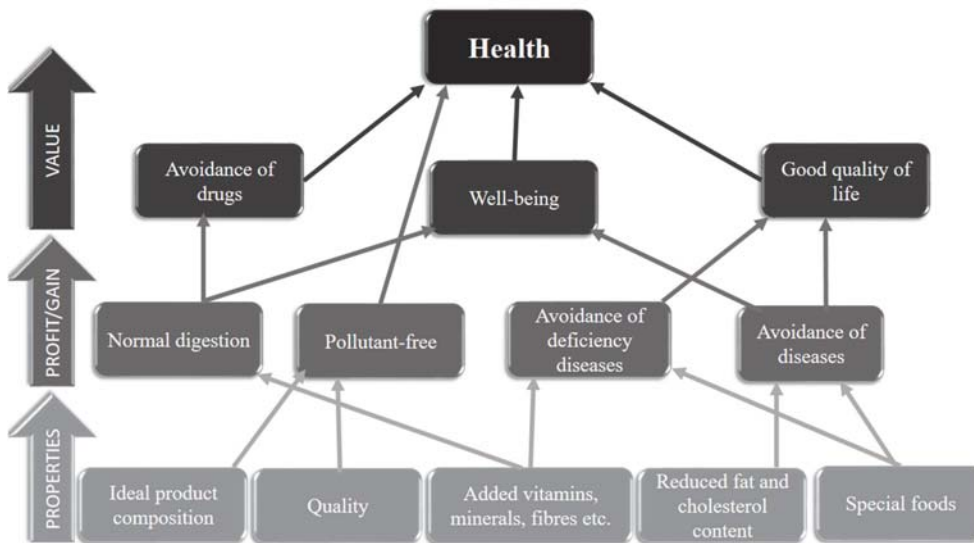 Health
VALUE
Avoidance of
drugs
Well-being
Good quality of
life
PROFIT/GAIN
Normal digestion
Pollutant-free
Avoidance of
deficiency
diseases
Avoidance of
diseases
PROPERTIES
Ideal product
composition
Quality
Added vitamins,
minerals, fibres etc.
Reduced fat and
cholesterol
content
Special foods